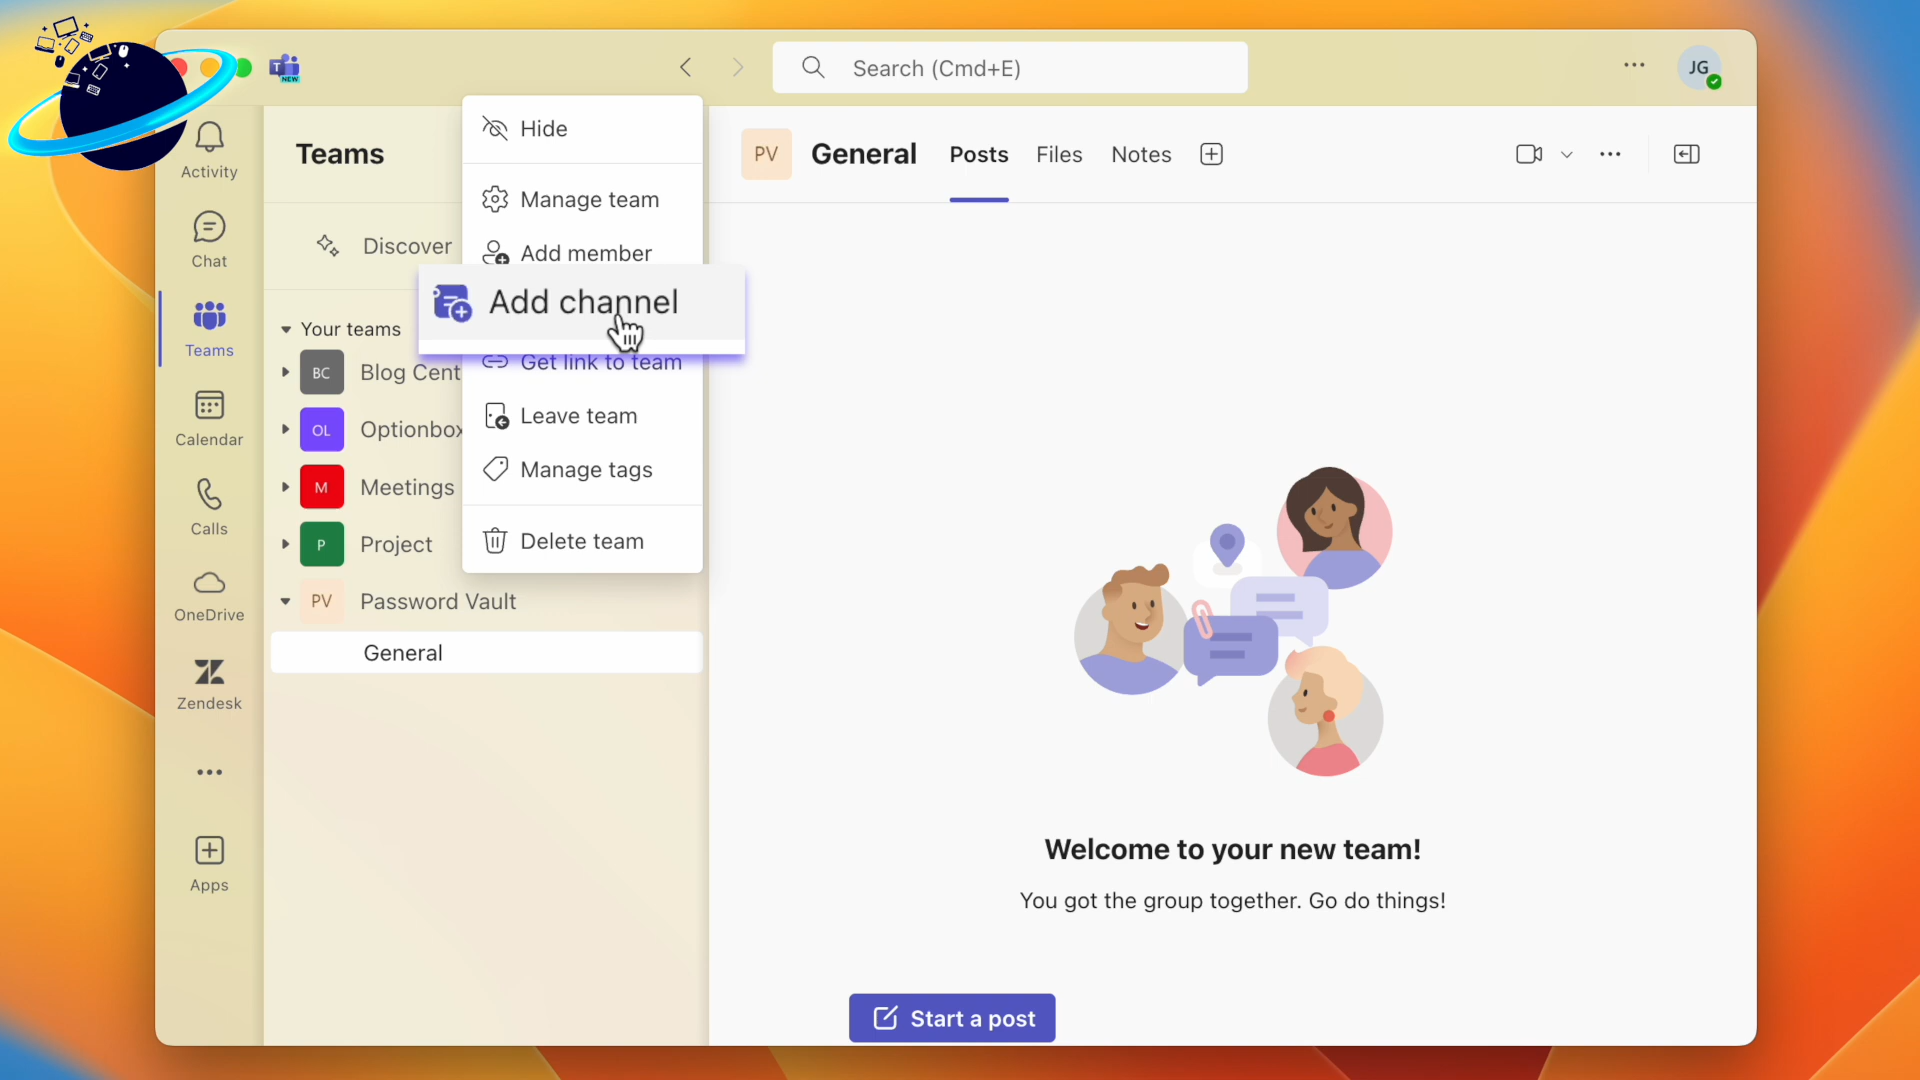 T
NEW
Search (Cmd+E)
JG
Activity
Chat
Teams
Calendar
Calls
OneDrive
Zendesk
Apps
Teams
Discover
Your teams
BC Blog Cent
OL Optionbox
M Meetings
P Project
PV Password Vault
General
Hide
Manage team
Add member
Add channel
Get link to team
Leave team
Manage tags
Delete team
PV General Posts Files Notes
Welcome to your new team!
You got the group together. Go do things!
Start a post